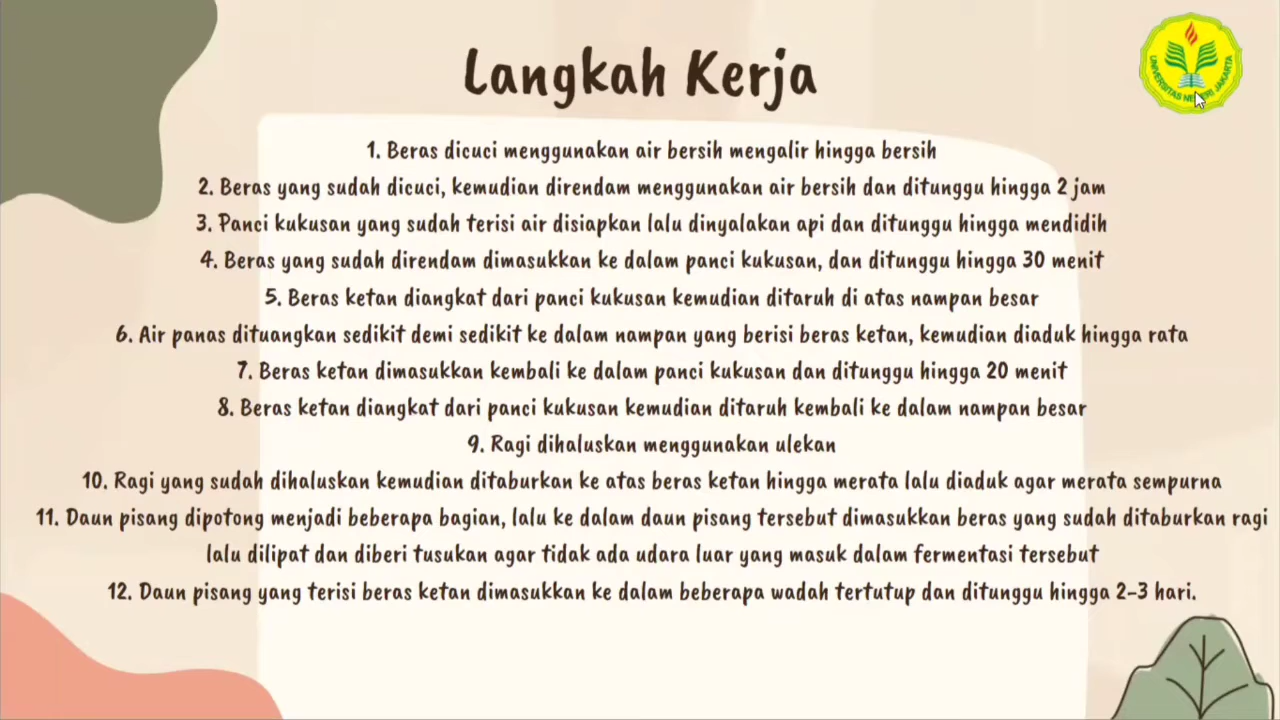 Langkah Kerja
UNIVERSITAS NEGERI JAKARTA
1. Beras dicuci menggunakan air bersih mengalir hingga bersih
2. Beras yang sudah dicuci, kemudian direndam menggunakan air bersih dan ditunggu hingga 2 jam
3. Panci kukusan yang sudah terisi air disiapkan lalu dinyalakan api dan ditunggu hingga mendidih
4. Beras yang sudah direndam dimasukkan ke dalam panci kukusan, dan ditunggu hingga 30 menit
5. Beras ketan diangkat dari panci kukusan kemudian ditaruh di atas nampan besar
6. Air panas dituangkan sedikit demi sedikit ke dalam nampan yang berisi beras ketan, kemudian diaduk hingga rata
7. Beras ketan dimasukkan kembali ke dalam panci kukusan dan ditunggu hingga 20 menit
8. Beras ketan diangkat dari panci kukusan kemudian ditaruh kembali ke dalam nampan besar
9. Ragi dihaluskan menggunakan ulekan
10. Ragi yang sudah dihaluskan kemudian ditaburkan ke atas beras ketan hingga merata lalu diaduk agar merata sempurna
11. Daun pisang dipotong menjadi beberapa bagian, lalu ke dalam daun pisang tersebut dimasukkan beras yang sudah ditaburkan ragi
lalu dilipat dan diberi tusukan agar tidak ada udara luar yang masuk dalam fermentasi tersebut
12. Daun pisang yang terisi beras ketan dimasukkan ke dalam beberapa wadah tertutup dan ditunggu hingga 2-3 hari.